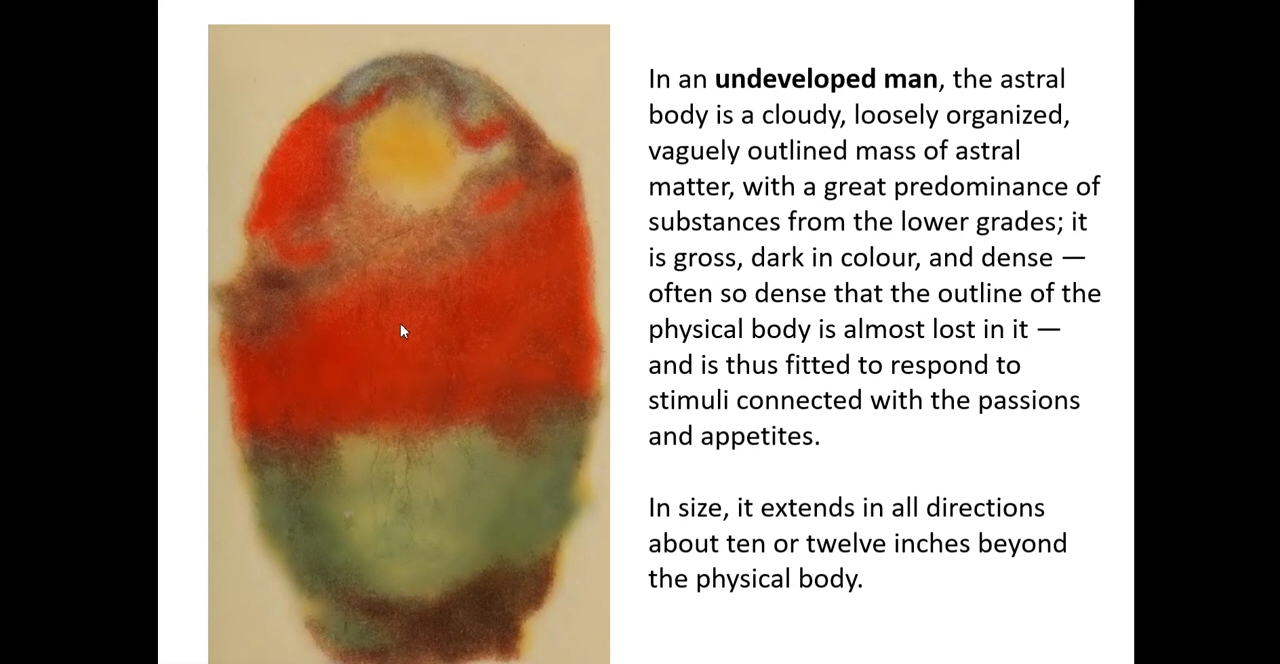 In an undeveloped man, the astral
body is a cloudy, loosely organized,
vaguely outlined mass of astral
matter, with a great predominance of
substances from the lower grades; it
is gross, dark in colour, and dense —
often so dense that the outline of the
physical body is almost lost in it —
and is thus fitted to respond to
stimuli connected with the passions
and appetites.
In size, it extends in all directions
about ten or twelve inches beyond
the physical body.